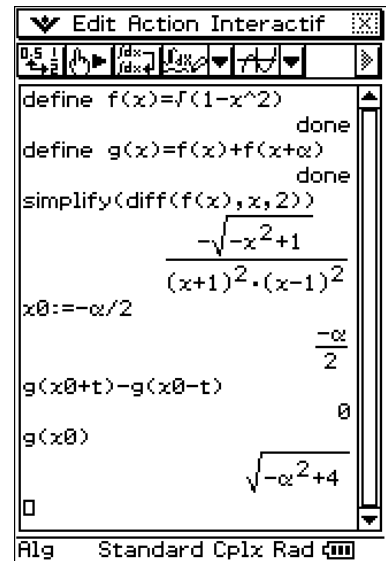 Edit Action Interactif
define f(x)=√(1-x^2)
done
define g(x)=f(x)+f(x+α)
done
simplify(diff(f(x),x,2))
-√-x²+1
(x+1)²·(x-1)²
x0:=-α/2
-α
2
g(x0+t)-g(x0-t)
0
g(x0)
√-α²+4
Alg Standard Cplx Rad